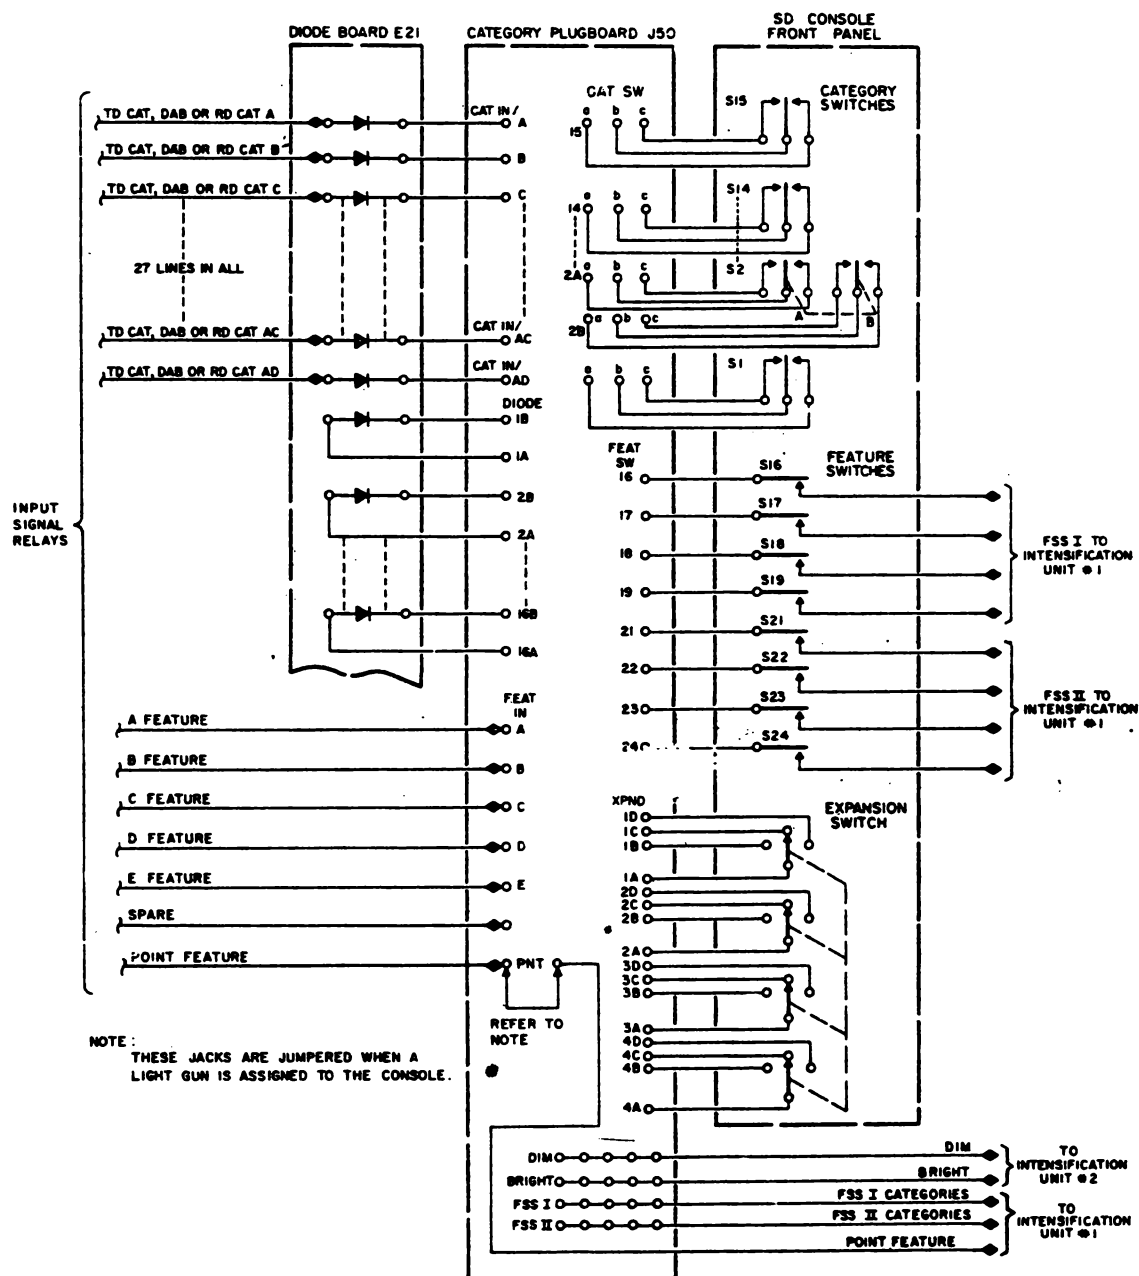 DIODE BOARD E21
CATEGORY PLUGBOARD J50
SD CONSOLE
FRONT PANEL
TD CAT, DAB OR RD CAT A
TD CAT, DAB OR RD CAT B
TD CAT, DAB OR RD CAT C
27 LINES IN ALL
TD CAT, DAB OR RD CAT AC
TD CAT, DAB OR RD CAT AD
INPUT
SIGNAL
RELAYS
CAT IN/
A
B
C
CAT IN/
AC
CAT IN/
AD
DIODE
1B
1A
2B
2A
16B
16A
CAT SW
a b c
15
S15
CATEGORY
SWITCHES
a b c
14
S14
a b c
2A
S2
A B
a b c
2B
a b c
S1
FEAT
SW
FEATURE
SWITCHES
16
S16
17
S17
18
S18
19
S19
21
S21
22
S22
23
S23
24
S24
FSS I TO
INTENSIFICATION
UNIT #1
FSS II TO
INTENSIFICATION
UNIT #1
FEAT
IN
A FEATURE
A
B FEATURE
B
C FEATURE
C
D FEATURE
D
E FEATURE
E
SPARE
POINT FEATURE
PNT
REFER TO
NOTE
NOTE:
THESE JACKS ARE JUMPERED WHEN A
LIGHT GUN IS ASSIGNED TO THE CONSOLE.
XPND
EXPANSION
SWITCH
1D
1C
1B
1A
2D
2C
2B
2A
3D
3C
3B
3A
4D
4C
4B
4A
DIM
DIM
BRIGHT
BRIGHT
TO
INTENSIFICATION
UNIT #2
FSS I
FSS I CATEGORIES
FSS II
FSS II CATEGORIES
POINT FEATURE
TO
INTENSIFICATION
UNIT #1